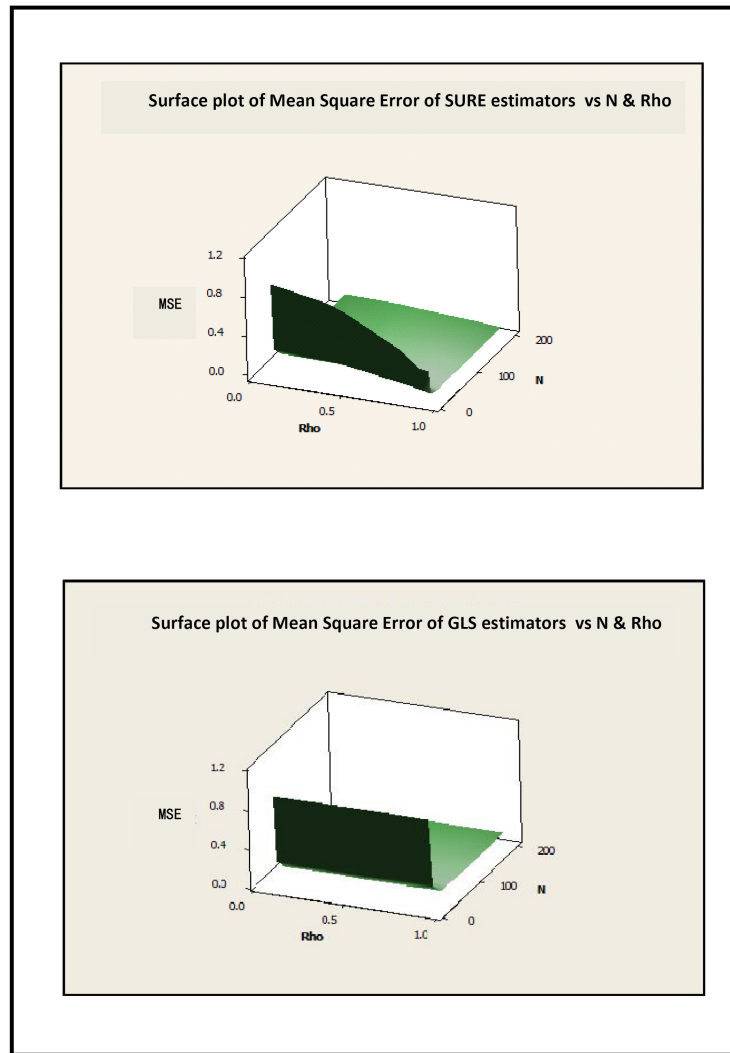 Surface plot of Mean Square Error of SURE estimators vs N & Rho
1.2
0.8
MSE
0.4
0.0
0.0
0.5
1.0
Rho
0
100
200
N
Surface plot of Mean Square Error of GLS estimators vs N & Rho
1.2
0.8
MSE
0.4
0.0
0.0
0.5
1.0
Rho
0
100
200
N